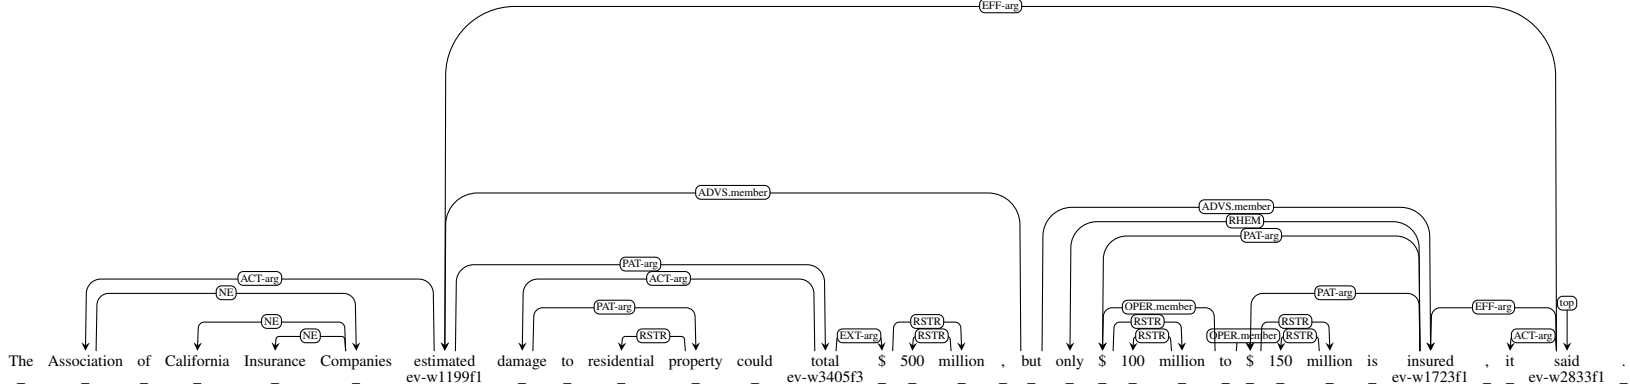 EFF-arg
ADVS.member
ADVS.member
RHEM
PAT-arg
PAT-arg
ACT-arg ACT-arg
NE PAT-arg
top
PAT-arg OPER.member EFF-arg
NE RSTR RSTR RSTR
NE RSTR EXT-arg RSTR RSTR OPER.member RSTR ACT-arg
The Association of California Insurance Companies estimated damage to residential property could total $ 500 million , but only $ 100 million to $ 150 million is insured , it said .
_ _ _ _ _ _ ev-w1199f1 _ _ _ _ _ ev-w3405f3 _ _ _ _ _ _ _ _ _ _ _ _ _ _ ev-w1723f1 _ _ ev-w2833f1 _